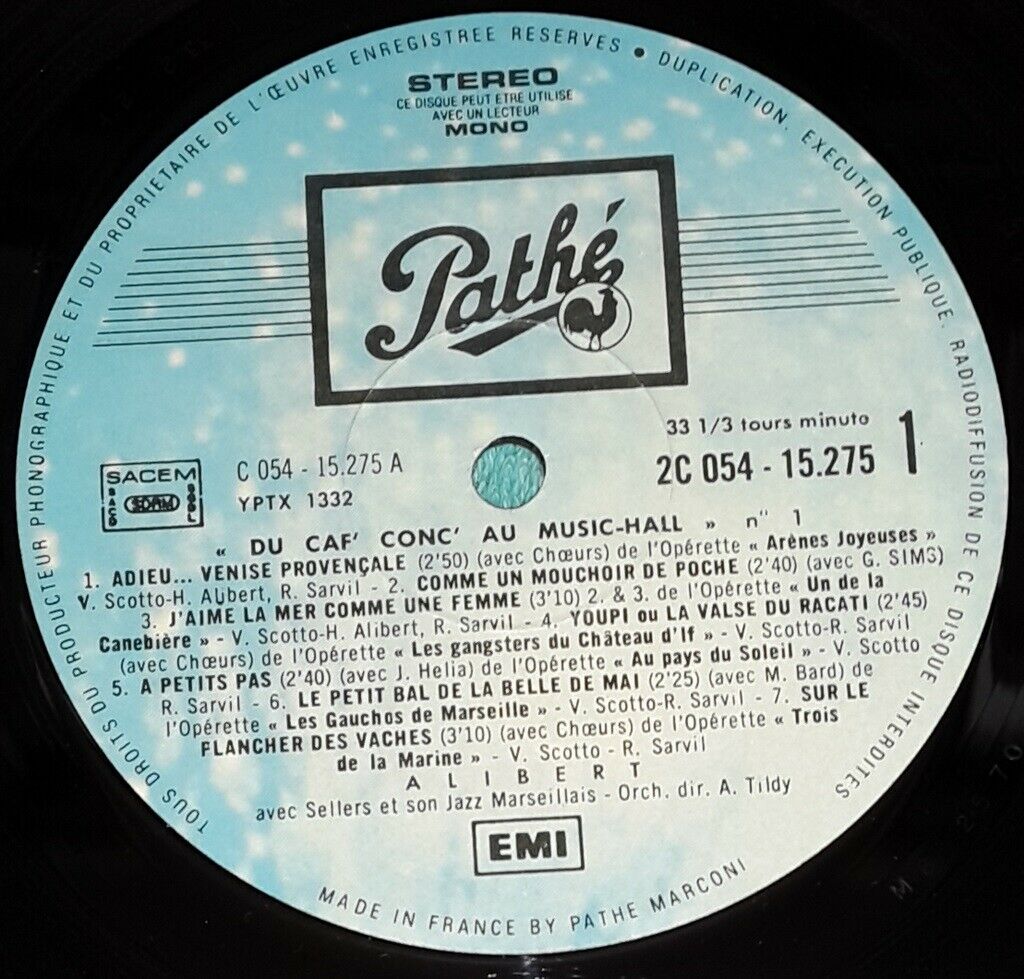 TOUS DROITS DU PRODUCTEUR PHONOGRAPHIQUE ET DU PROPRIETAIRE DE L'ŒUVRE ENREGISTREE RESERVES • DUPLICATION. EXECUTION PUBLIQUE. RADIODIFFUSION DE CE DISQUE INTERDITES
STEREO
CE DISQUE PEUT ETRE UTILISE
AVEC UN LECTEUR
MONO
Pathé
33 1/3 tours minuto
SACEM
SDRM
C 054 - 15.275 A
YPTX 1332
2C 054 - 15.275 1
« DU CAF' CONC' AU MUSIC-HALL » n° 1
1. ADIEU... VENISE PROVENÇALE (2'50) (avec Chœurs) de l'Opérette « Arènes Joyeuses »
V. Scotto-H. Aubert, R. Sarvil - 2. COMME UN MOUCHOIR DE POCHE (2'40) (avec G. SIMS)
3. J'AIME LA MER COMME UNE FEMME (3'10) 2. & 3. de l'Opérette « Un de la
Canebière » - V. Scotto-H. Alibert, R. Sarvil - 4. YOUPI ou LA VALSE DU RACATI (2'45)
(avec Chœurs) de l'Opérette « Les gangsters du Château d'If » - V. Scotto-R. Sarvil
5. A PETITS PAS (2'40) (avec J. Helia) de l'Opérette « Au pays du Soleil » - V. Scotto
R. Sarvil - 6. LE PETIT BAL DE LA BELLE DE MAI (2'25) (avec M. Bard) de
l'Opérette « Les Gauchos de Marseille » - V. Scotto-R. Sarvil - 7. SUR LE
FLANCHER DES VACHES (3'10) (avec Chœurs) de l'Opérette « Trois
de la Marine » - V. Scotto - R. Sarvil
ALIBERT
avec Sellers et son Jazz Marseillais - Orch. dir. A. Tildy
EMI
MADE IN FRANCE BY PATHE MARCONI